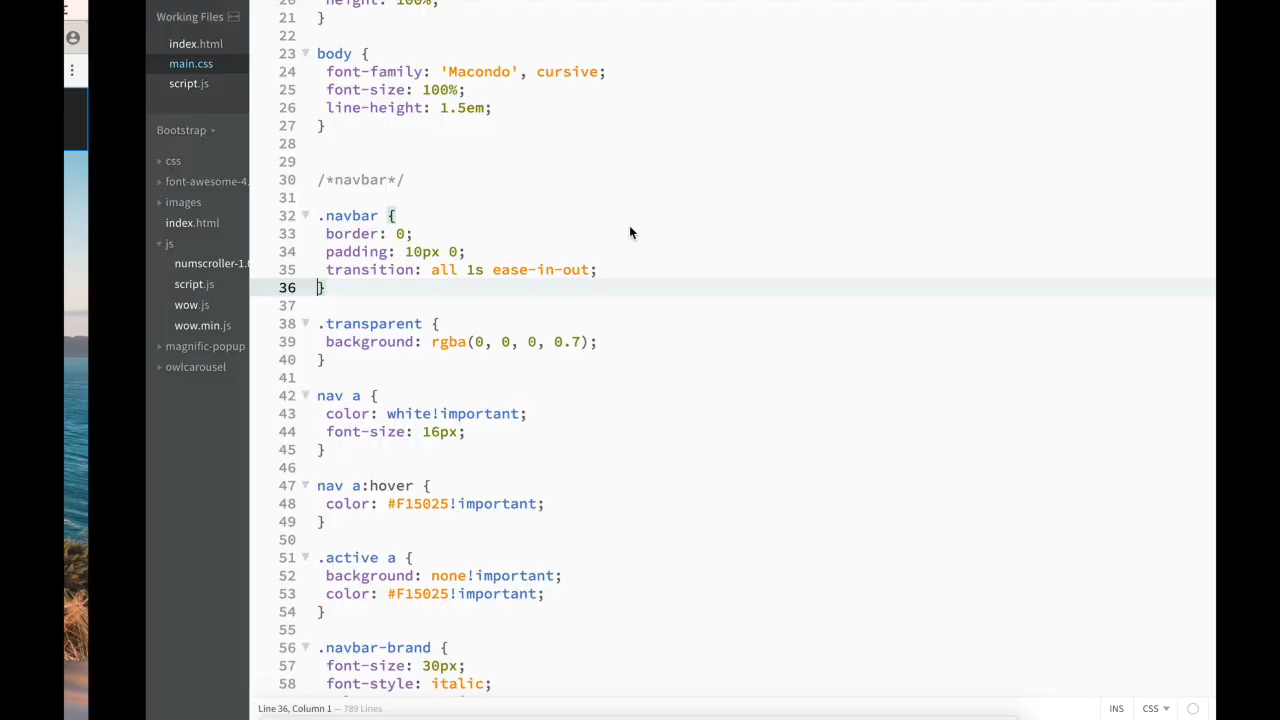 Working Files
index.html
main.css
script.js
Bootstrap
css
font-awesome-4.
images
index.html
js
numscroller-1.0
script.js
wow.js
wow.min.js
magnific-popup
owlcarousel
20 height: 100%;
21 }
22
23 body {
24 font-family: 'Macondo', cursive;
25 font-size: 100%;
26 line-height: 1.5em;
27 }
28
29
30 /*navbar*/
31
32 .navbar {
33 border: 0;
34 padding: 10px 0;
35 transition: all 1s ease-in-out;
36 }
37
38 .transparent {
39 background: rgba(0, 0, 0, 0.7);
40 }
41
42 nav a {
43 color: white!important;
44 font-size: 16px;
45 }
46
47 nav a:hover {
48 color: #F15025!important;
49 }
50
51 .active a {
52 background: none!important;
53 color: #F15025!important;
54 }
55
56 .navbar-brand {
57 font-size: 30px;
58 font-style: italic;
Line 36, Column 1 — 789 Lines
INS CSS